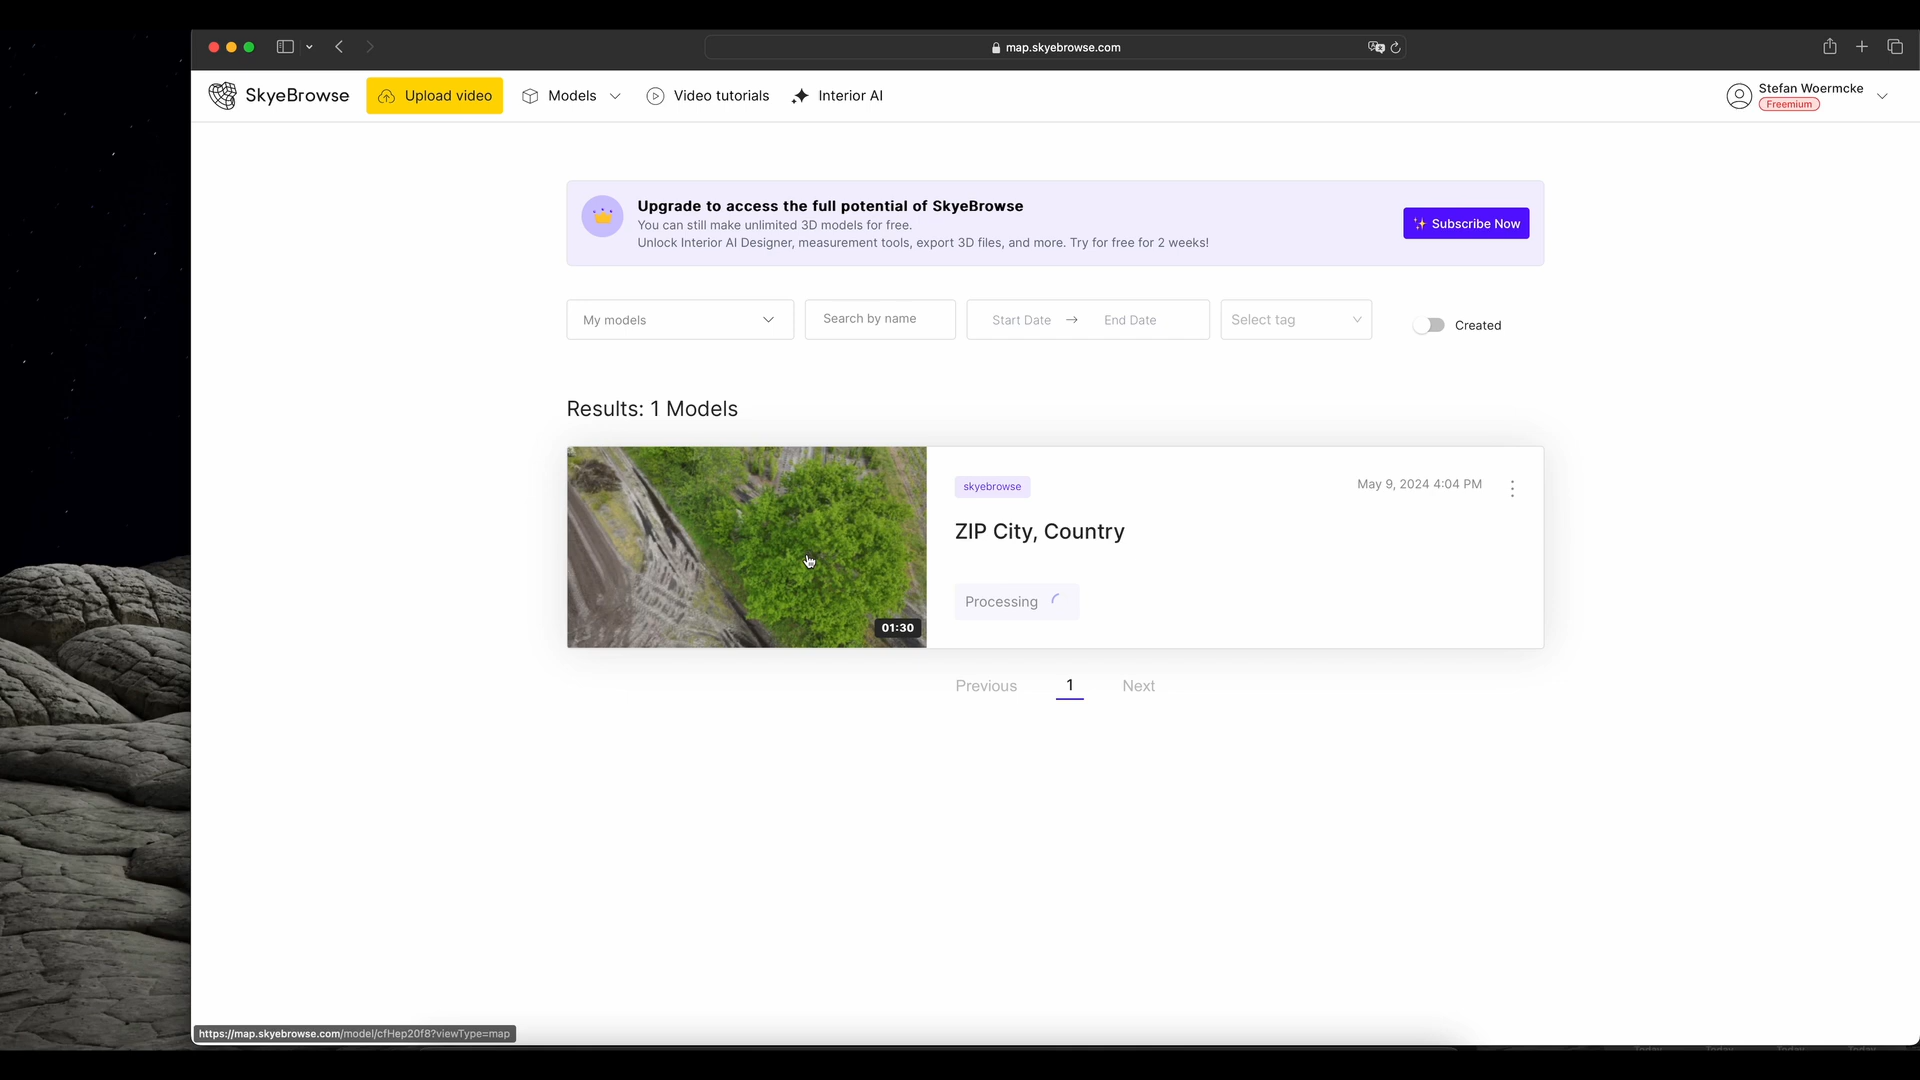 map.skyebrowse.com
SkyeBrowse
Upload video
Models
Video tutorials
Interior AI
Stefan Woermcke
Freemium
Upgrade to access the full potential of SkyeBrowse
You can still make unlimited 3D models for free.
Unlock Interior AI Designer, measurement tools, export 3D files, and more. Try for free for 2 weeks!
Subscribe Now
My models
Search by name
Start Date
End Date
Select tag
Created
Results: 1 Models
skyebrowse
May 9, 2024 4:04 PM
ZIP City, Country
Processing
01:30
Previous
1
Next
https://map.skyebrowse.com/model/cfHep20f8?viewType=map